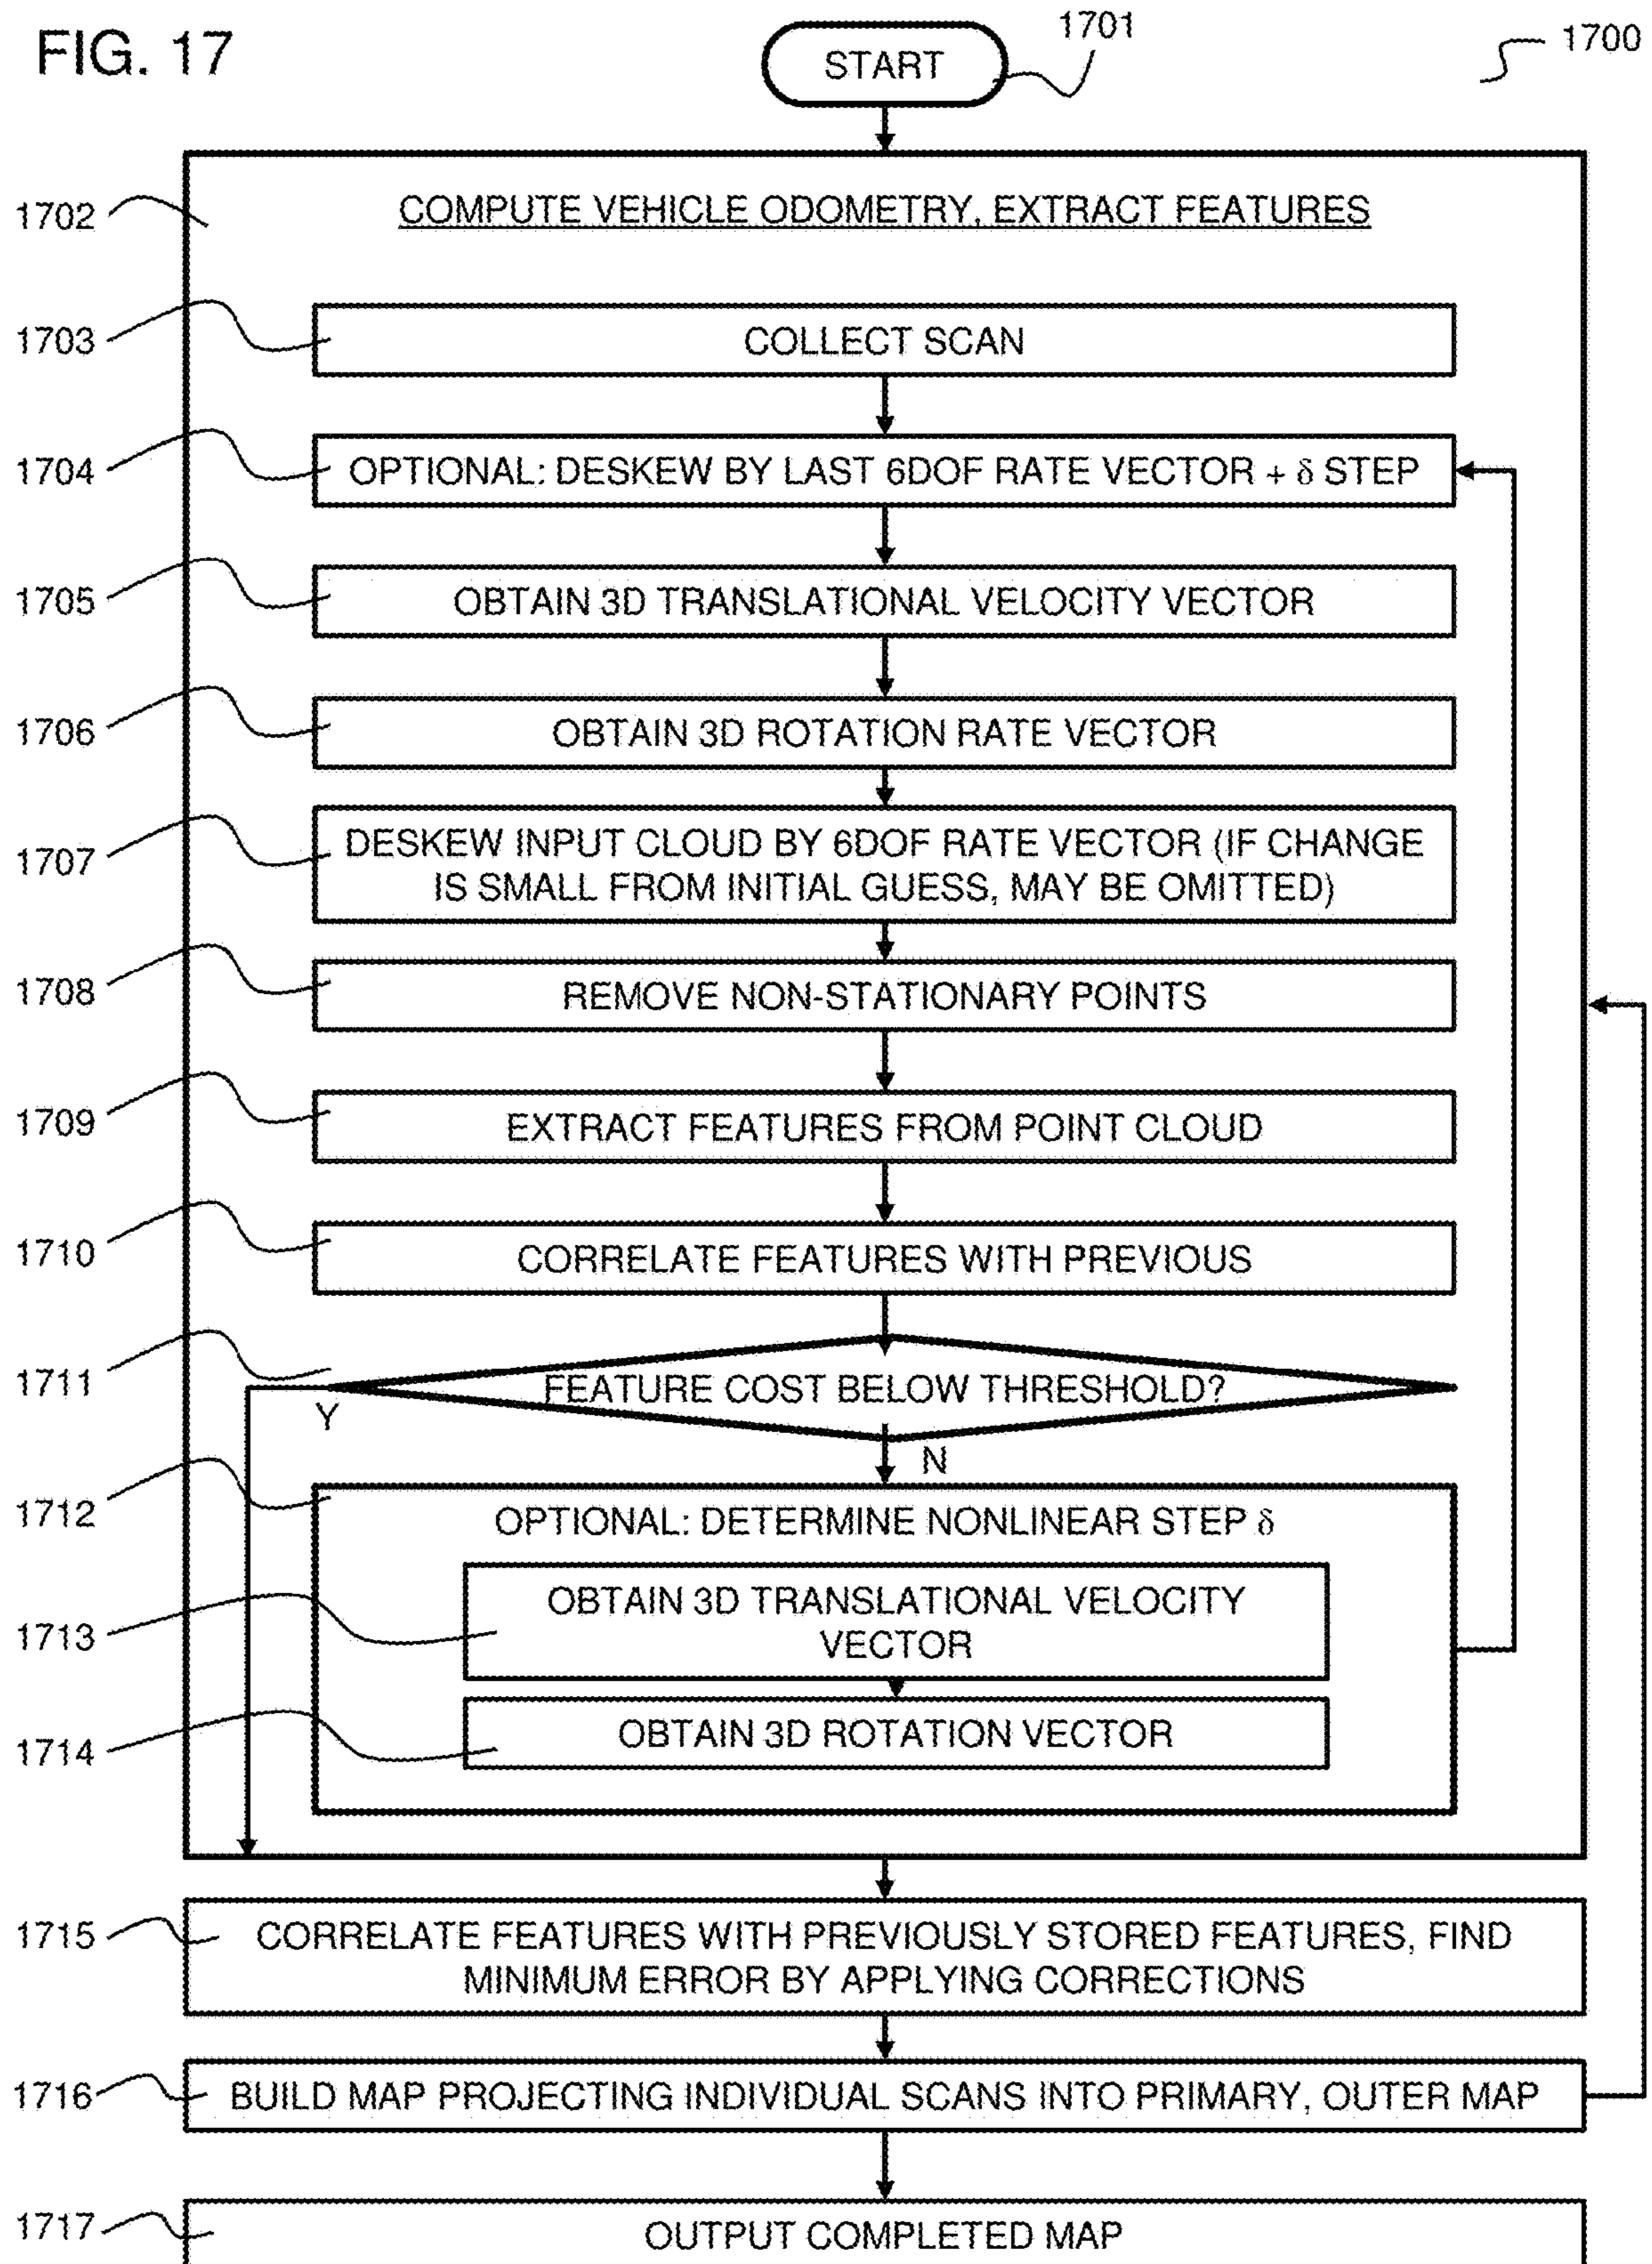 FIG. 17
START
1701
1700
1702
COMPUTE VEHICLE ODOMETRY, EXTRACT FEATURES
1703
COLLECT SCAN
1704
OPTIONAL: DESKEW BY LAST 6DOF RATE VECTOR + δ STEP
1705
OBTAIN 3D TRANSLATIONAL VELOCITY VECTOR
1706
OBTAIN 3D ROTATION RATE VECTOR
1707
DESKEW INPUT CLOUD BY 6DOF RATE VECTOR (IF CHANGE
IS SMALL FROM INITIAL GUESS, MAY BE OMITTED)
1708
REMOVE NON-STATIONARY POINTS
1709
EXTRACT FEATURES FROM POINT CLOUD
1710
CORRELATE FEATURES WITH PREVIOUS
1711
FEATURE COST BELOW THRESHOLD?
Y
N
1712
OPTIONAL: DETERMINE NONLINEAR STEP δ
1713
OBTAIN 3D TRANSLATIONAL VELOCITY
VECTOR
1714
OBTAIN 3D ROTATION VECTOR
1715
CORRELATE FEATURES WITH PREVIOUSLY STORED FEATURES, FIND
MINIMUM ERROR BY APPLYING CORRECTIONS
1716
BUILD MAP PROJECTING INDIVIDUAL SCANS INTO PRIMARY, OUTER MAP
1717
OUTPUT COMPLETED MAP